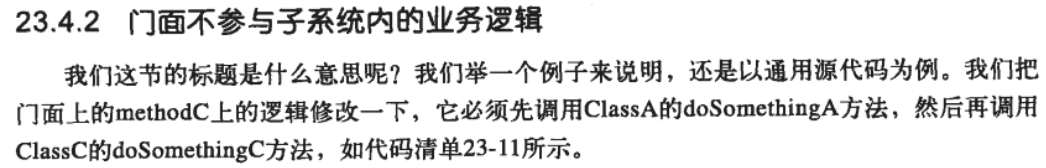 23.4.2 门面不参与子系统内的业务逻辑
我们这节的标题是什么意思呢？我们举一个例子来说明，还是以通用源代码为例。我们把
门面上的methodC上的逻辑修改一下，它必须先调用ClassA的doSomethingA方法，然后再调用
ClassC的doSomethingC方法，如代码清单23-11所示。